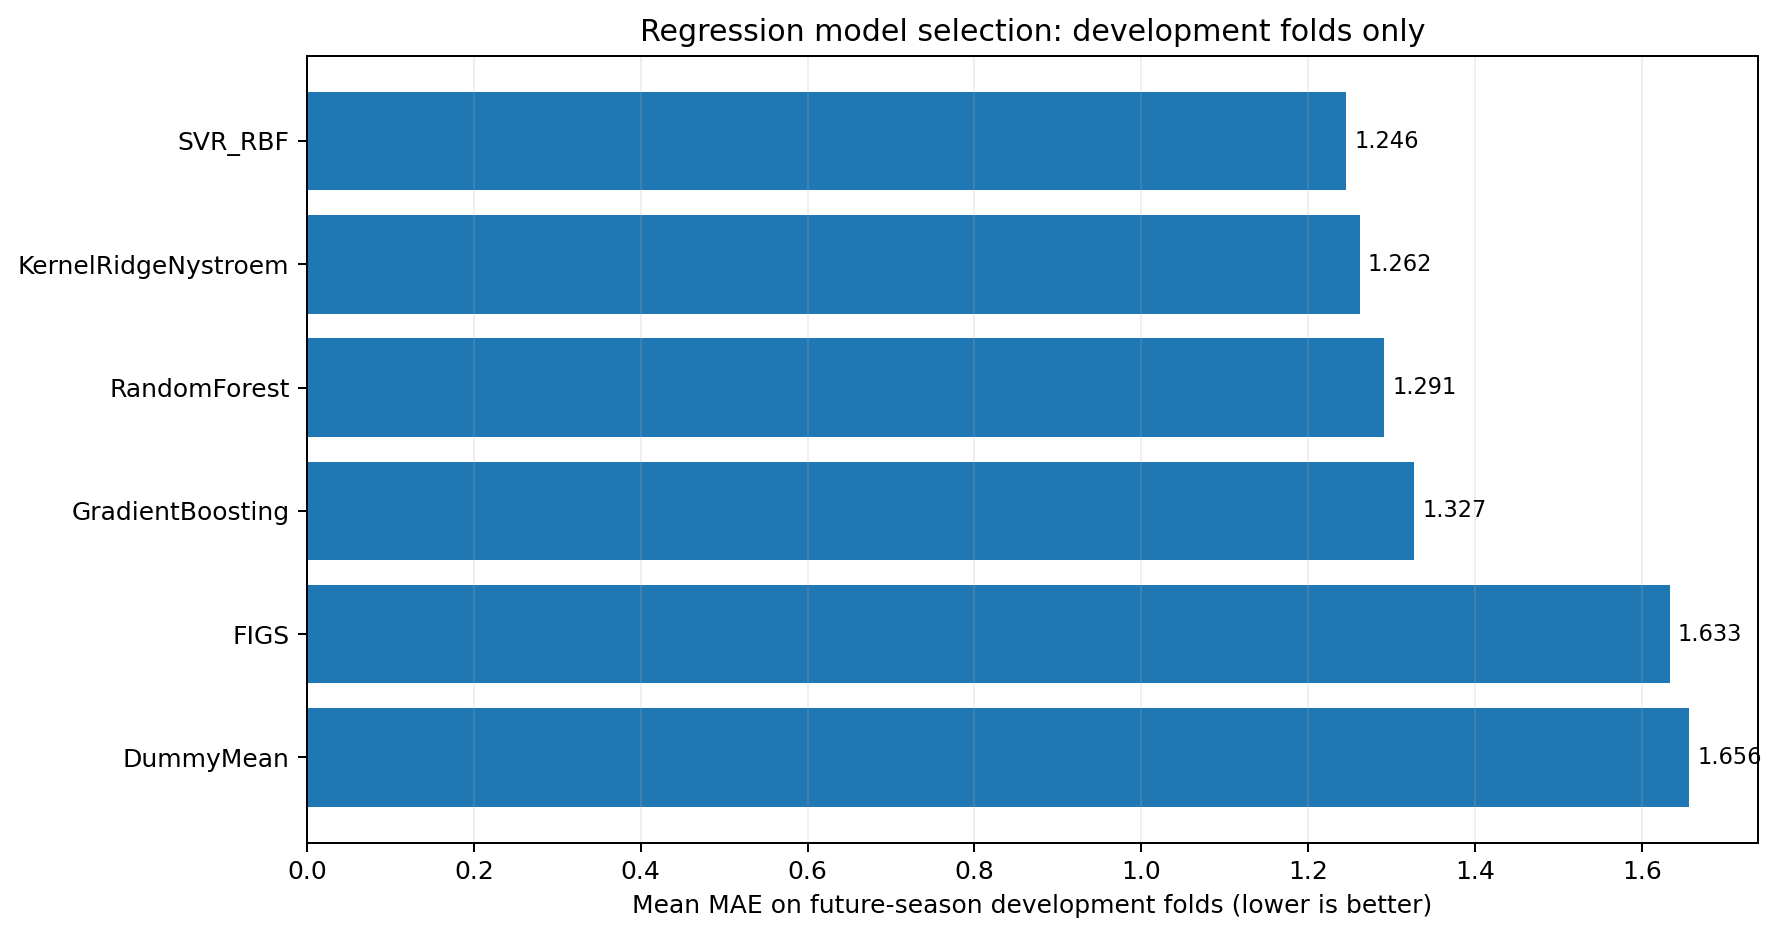 Regression model selection: development folds only
SVR_RBF
1.246
KernelRidgeNystroem
1.262
RandomForest
1.291
GradientBoosting
1.327
FIGS
1.633
DummyMean
1.656
0.0 0.2 0.4 0.6 0.8 1.0 1.2 1.4 1.6
Mean MAE on future-season development folds (lower is better)